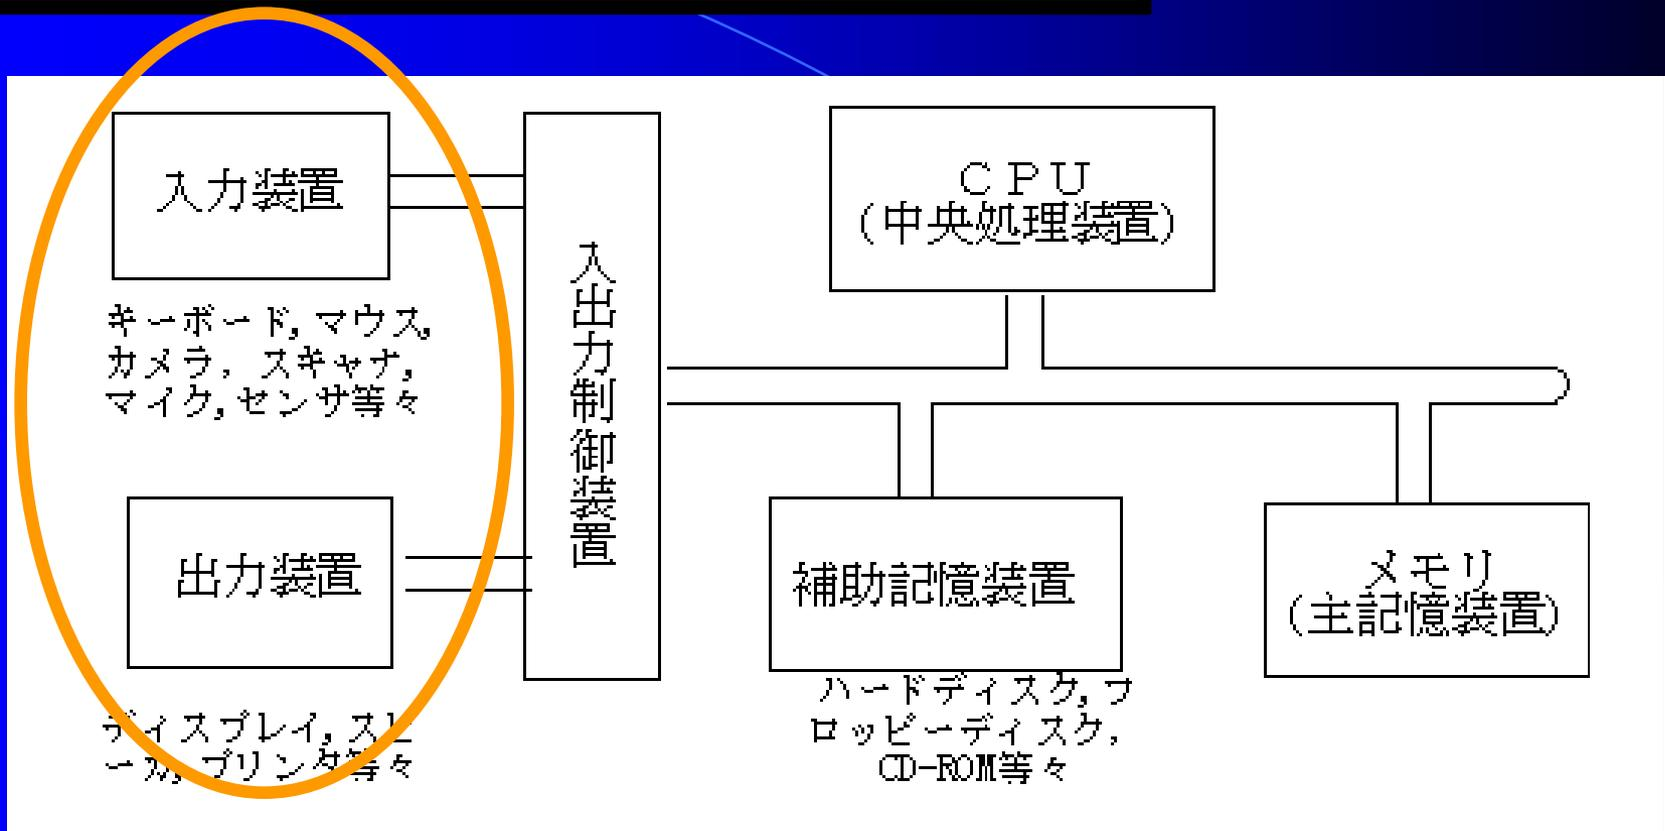 入力装置
キーボード,マウス,
カメラ,スキャナ,
マイク,センサ等々
出力装置
ディスプレイ,スピ
ーカ,プリンタ等々
入出力制御装置
CPU
(中央処理装置)
補助記憶装置
ハードディスク,フ
ロッピーディスク,
CD-ROM等々
メモリ
(主記憶装置)